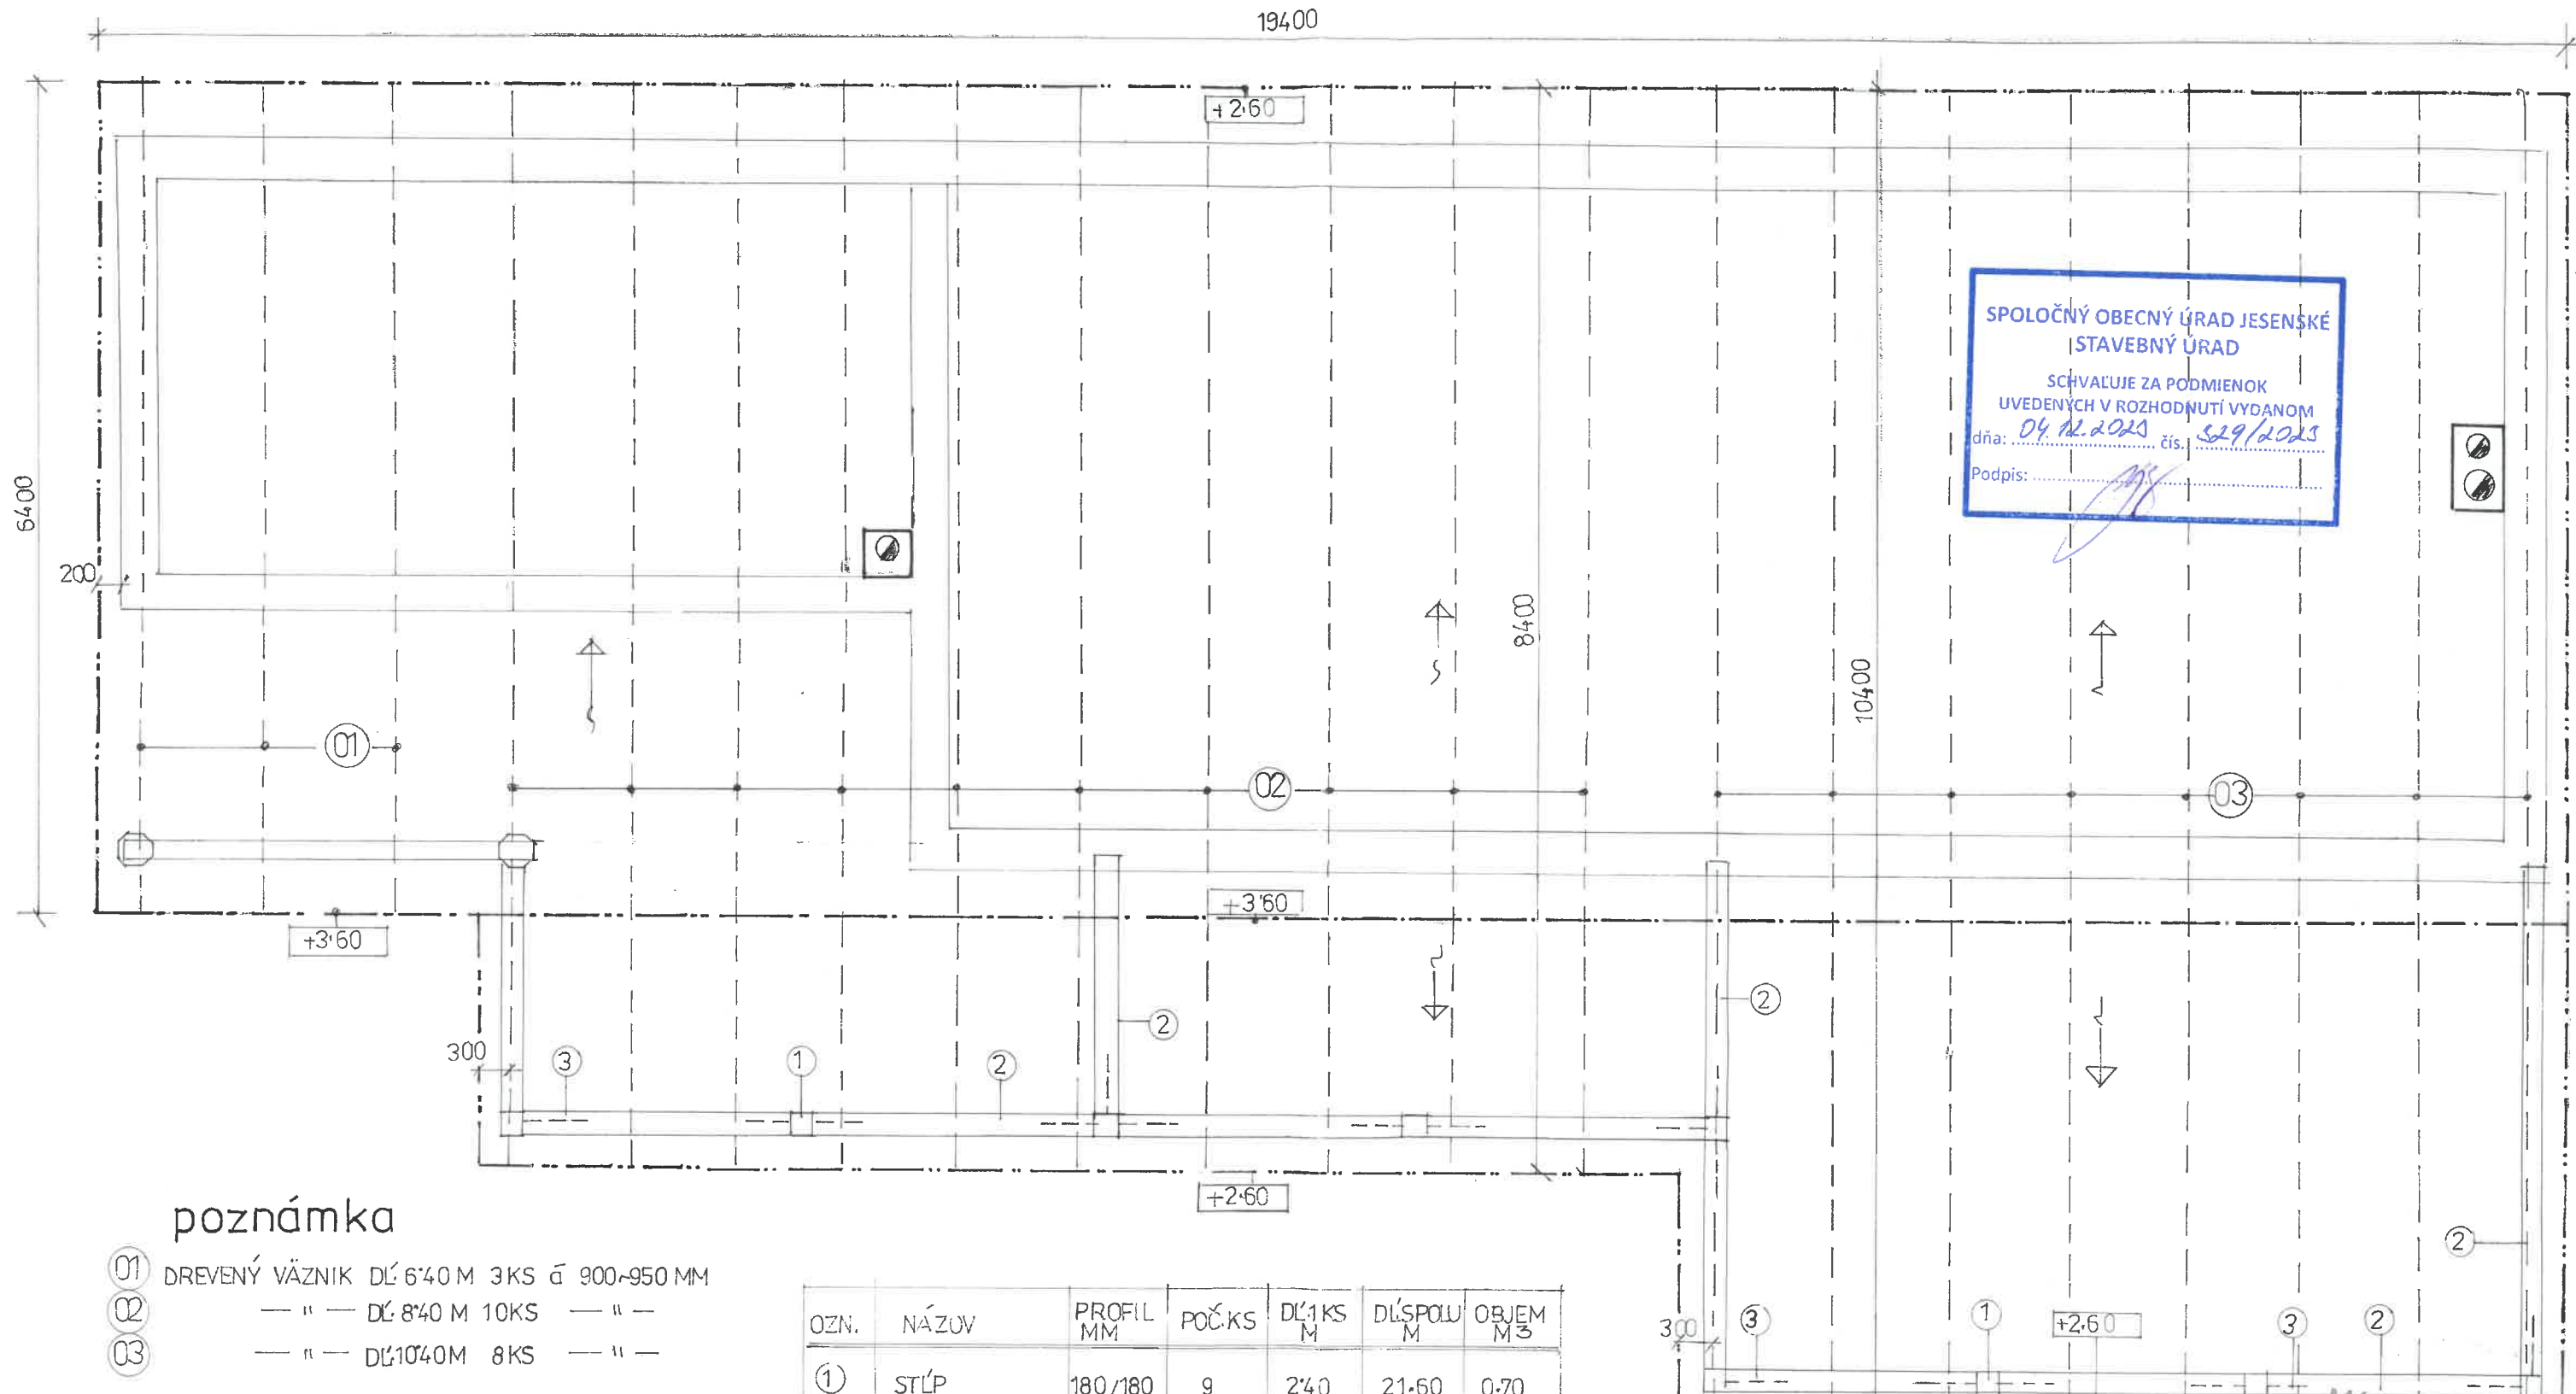 19400
+2·60
SPOLOČNÝ OBECNÝ ÚRAD JESENSKÉ
STAVEBNÝ ÚRAD
SCHVAĽUJE ZA PODMIENOK
UVEDENÝCH V ROZHODNUTÍ VYDANOM
dňa: 04.12.2023 čís. 329/2023
Podpis:
6400
200
8400
10400
01
02
03
+3·60
+3·60
2
2
300
3
1
2
+2·60
2
poznámka
01 DREVENÝ VÄZNIK DĹ 6·40 M 3KS á 900~950 MM
02 — " — DĹ 8·40 M 10KS — " —
03 — " — DĹ 10·40 M 8KS — " —
OZN. NÁZOV PROFIL MM POČ.KS DĹ.1KS M DĹ.SPOLU M OBJEM M3
1 STĹP 180/180 9 2·40 21·60 0·70
300
3
1
+2.60
3
2